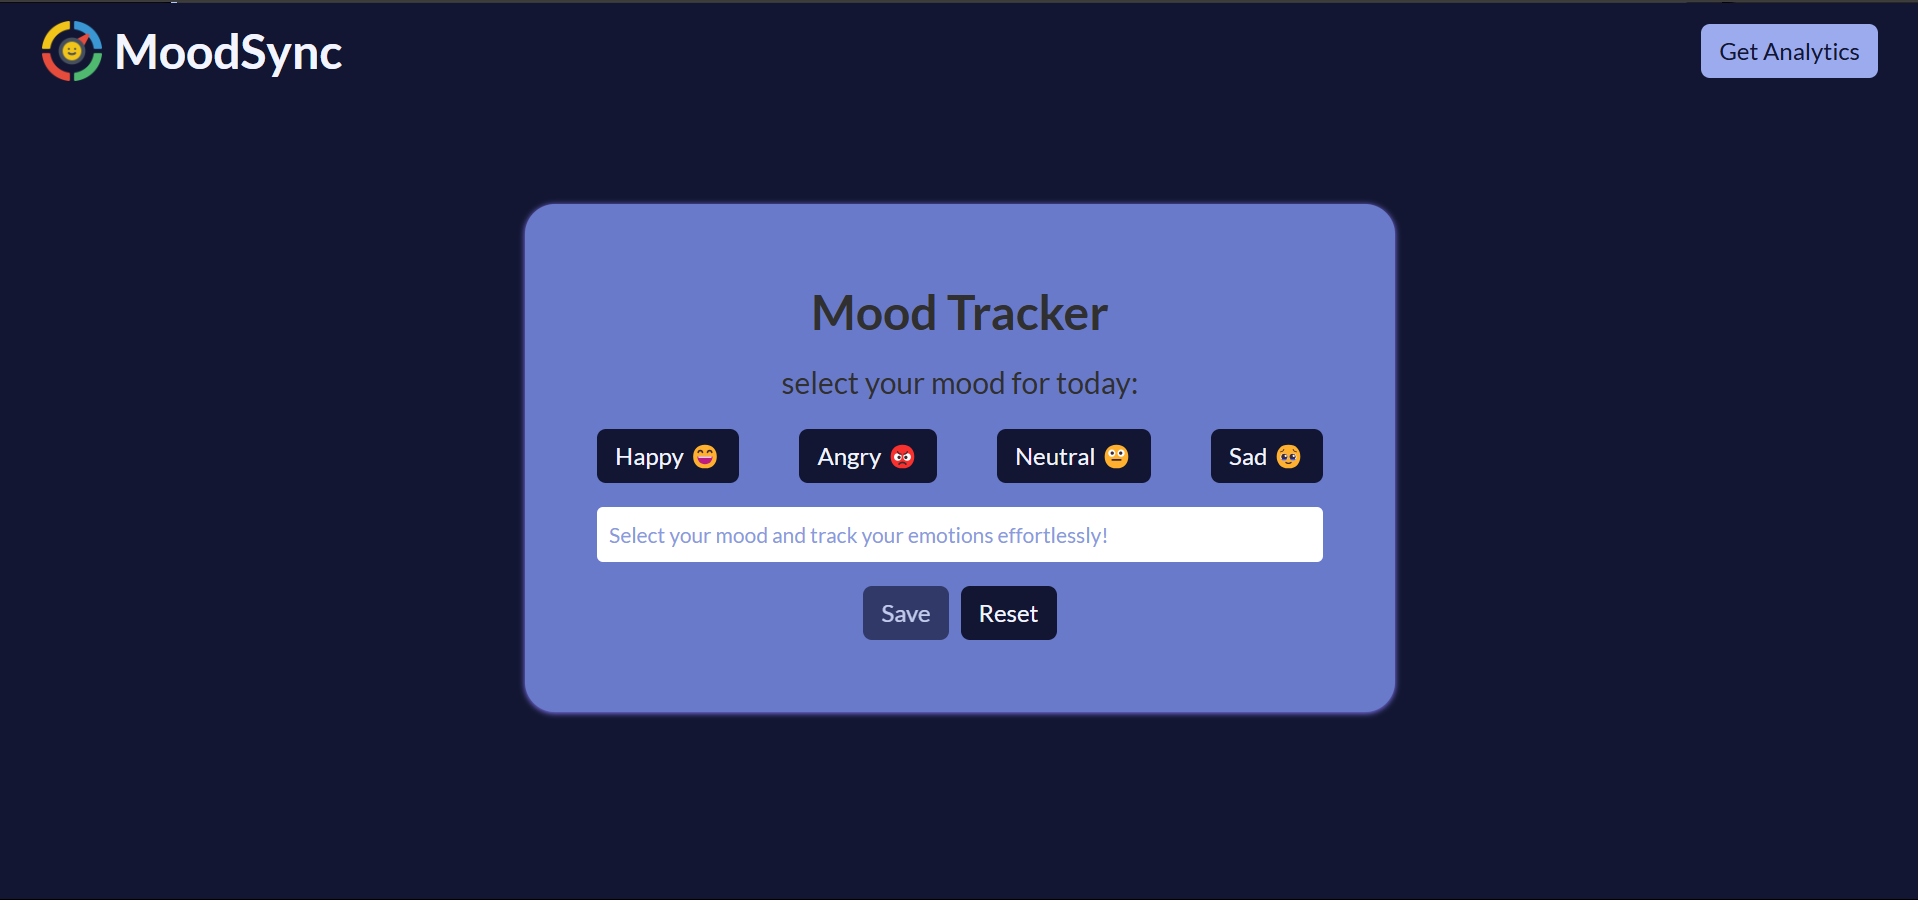 MoodSync
Get Analytics
Mood Tracker
select your mood for today:
Happy 😄
Angry 😡
Neutral 😐
Sad 🥺
Select your mood and track your emotions effortlessly!
Save
Reset